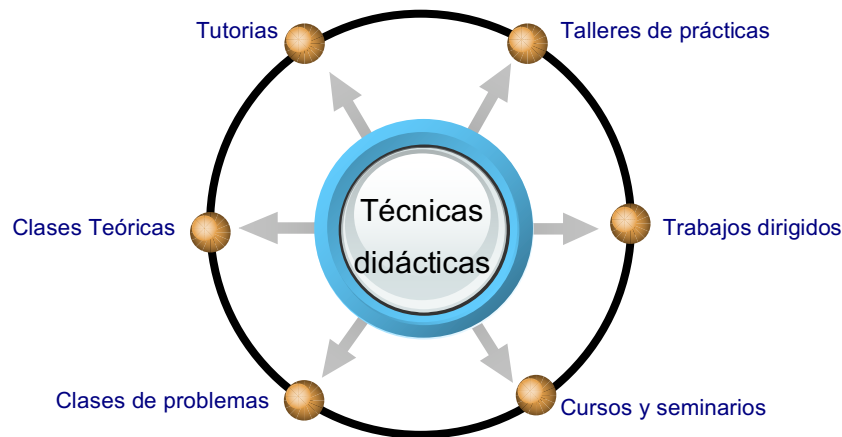 Tutorias
Talleres de prácticas
Clases Teóricas
Técnicas
didácticas
Trabajos dirigidos
Clases de problemas
Cursos y seminarios